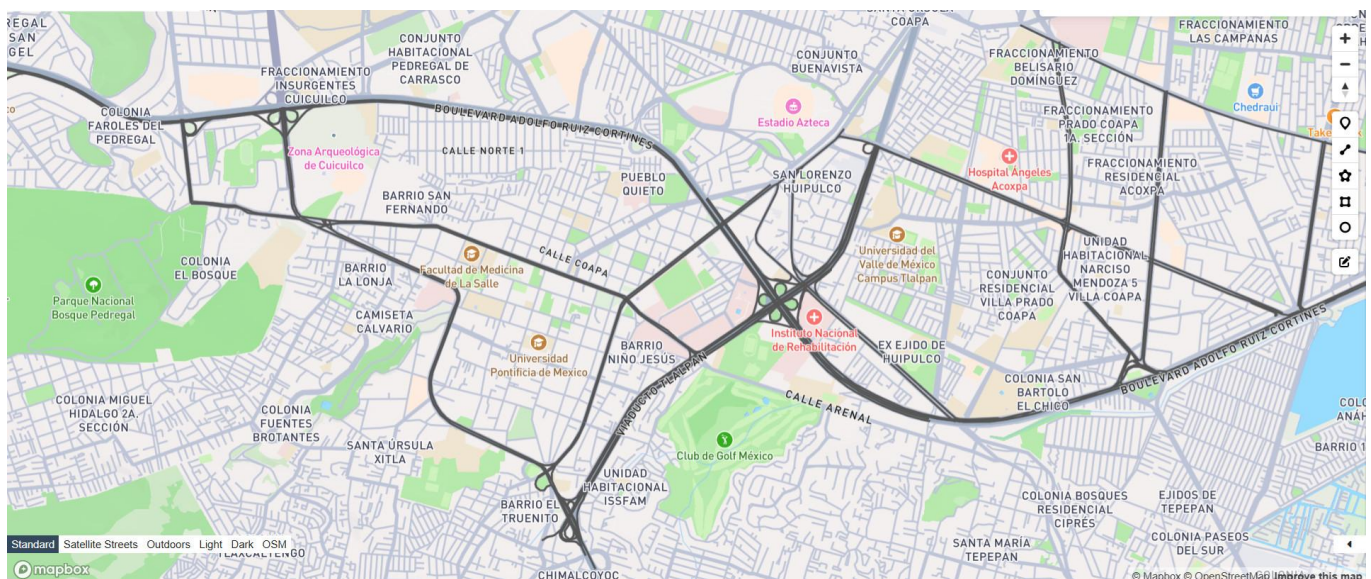 COAPA
REGAL
SAN
GEL
CONJUNTO
HABITACIONAL
PEDREGAL DE
CARRASCO
CONJUNTO
BUENAVISTA
FRACCIONAMIENTO
LAS CAMPANAS
FRACCIONAMIENTO
BELISARIO
DOMÍNGUEZ
FRACCIONAMIENTO
INSURGENTES
CUICUILCO
Chedraui
COLONIA
FAROLES DEL
PEDREGAL
BOULEVARD ADOLFO RUIZ CORTINES
Estadio Azteca
FRACCIONAMIENTO
PRADO COAPA
1A. SECCIÓN
Take
Zona Arqueológica
de Cuicuilco
CALLE NORTE 1
PUEBLO
QUIETO
SAN LORENZO
HUIPULCO
Hospital Ángeles
Acoxpa
FRACCIONAMIENTO
RESIDENCIAL
ACOXPA
BARRIO SAN
FERNANDO
COLONIA
EL BOSQUE
BARRIO
LA LONJA
Facultad de Medicina
de La Salle
CALLE COAPA
Universidad del
Valle de México
Campus Tlalpan
UNIDAD
HABITACIONAL
NARCISO
MENDOZA 5
VILLA COAPA
CONJUNTO
RESIDENCIAL
VILLA PRADO
COAPA
Parque Nacional
Bosque Pedregal
CAMISETA
CALVARIO
Universidad
Pontificia de Mexico
BARRIO
NIÑO JESÚS
Instituto Nacional
de Rehabilitación
EX EJIDO DE
HUIPULCO
BOULEVARD ADOLFO RUIZ CORTINES
VIADUCTO TLALPAN
CALLE ARENAL
COLONIA SAN
BARTOLO
EL CHICO
COLONIA MIGUEL
HIDALGO 2A.
SECCIÓN
COLONIA
FUENTES
BROTANTES
SANTA ÚRSULA
XITLA
Club de Golf México
BARRIO 1
UNIDAD
HABITACIONAL
ISSFAM
BARRIO EL
TRUENITO
COLONIA BOSQUES
RESIDENCIAL
CIPRÉS
EJIDOS DE
TEPEPAN
COLONIA PASEOS
DEL SUR
SANTA MARÍA
TEPEPAN
Standard Satellite Streets Outdoors Light Dark OSM
mapbox
CHIMALCOYOC
© Mapbox © OpenStreetMap Improve this map